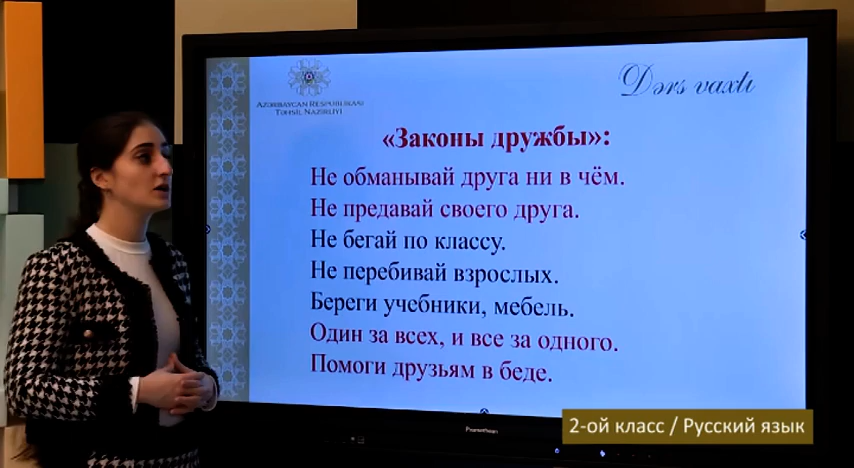 Dərs vaxtı
AZƏRBAYCAN RESPUBLİKASI
TƏHSİL NAZİRLİYİ
«Законы дружбы»:
Не обманывай друга ни в чём.
Не предавай своего друга.
Не бегай по классу.
Не перебивай взрослых.
Береги учебники, мебель.
Один за всех, и все за одного.
Помоги друзьям в беде.
Promethean
2-ой класс / Русский язык